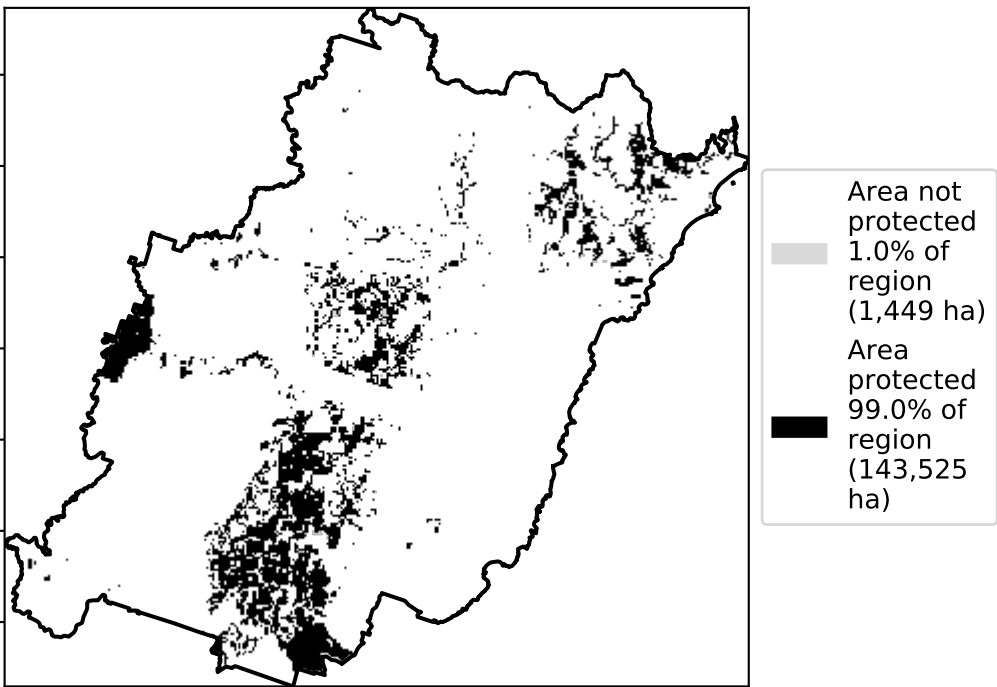 Area not
protected
1.0% of
region
(1,449 ha)
Area
protected
99.0% of
region
(143,525
ha)